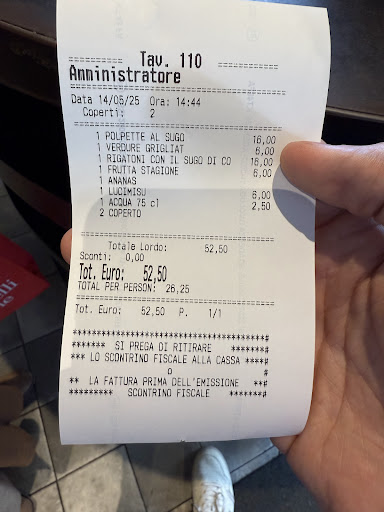 Tav. 110
Amministratore
Data 14/05/25 Ora: 14:44
Coperti: 2
1 POLPETTE AL SUGO 16,00
1 VERDURE GRIGLIAT 6,00
1 RIGATONI CON IL SUGO DI CO 16,00
1 FRUTTA STAGIONE 6,00
1 ANANAS
1 LUCIMISU 6,00
1 ACQUA 75 cl 2,50
2 COPERTO
Totale Lordo: 52,50
Sconti: 0,00
Tot. Euro: 52,50
TOTAL PER PERSON: 26,25
Tot. Euro: 52,50 P. 1/1
*********************************#
******* SI PREGA DI RITIRARE *******#
*** LO SCONTRINO FISCALE ALLA CASSA ****#
o #
** LA FATTURA PRIMA DELL'EMISSIONE **#
******** SCONTRINO FISCALE *******#